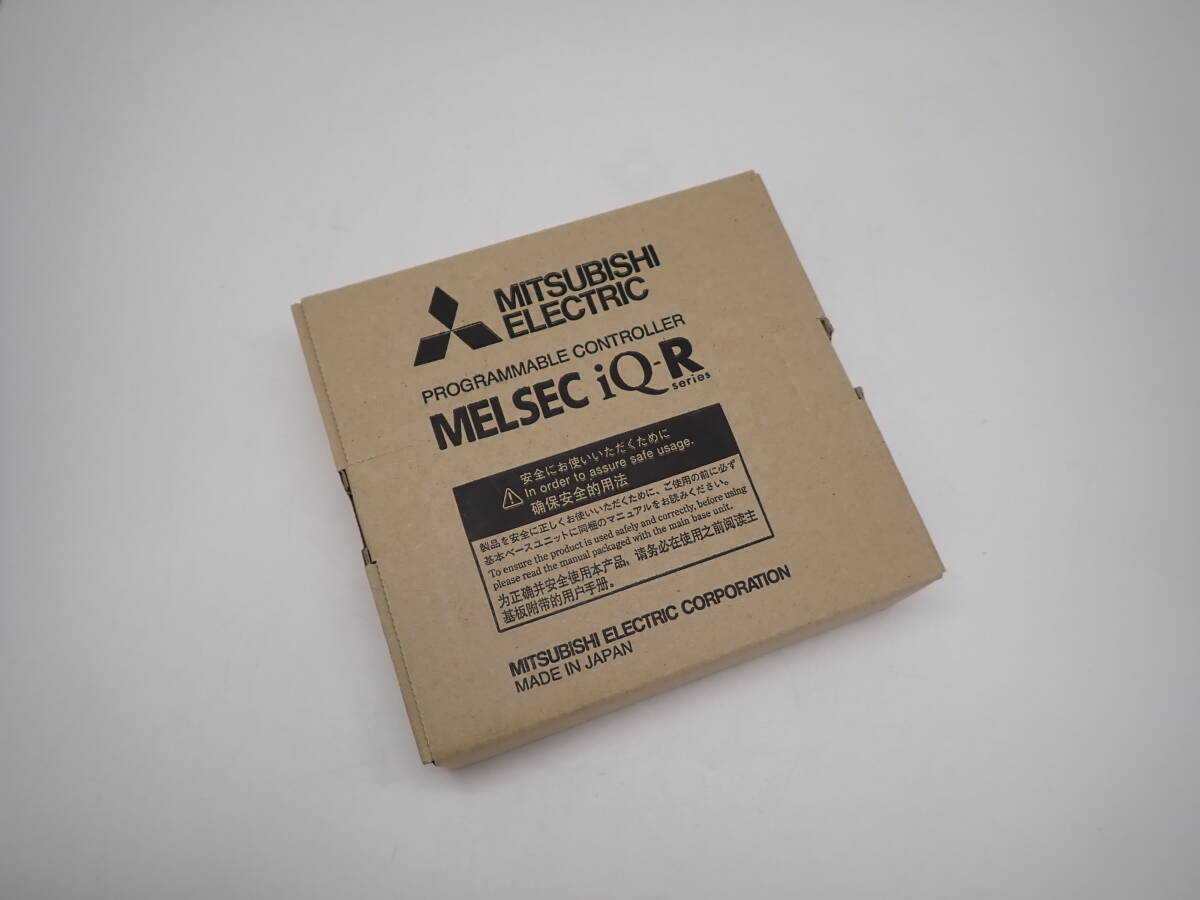 MITSUBISHI
ELECTRIC
PROGRAMMABLE CONTROLLER
MELSEC iQ-R
series
安全にお使いいただくために
In order to assure safe usage.
确保安全的用法
製品を安全に正しくお使いいただくために、ご使用の前に必ず
基本ベースユニットに同梱のマニュアルをお読みください。
To ensure the product is used safely and correctly, before using
please read the manual packaged with the main base unit.
为正确并安全使用本产品，请务必在使用之前阅读主
基板附带的用户手册。
MITSUBISHI ELECTRIC CORPORATION
MADE IN JAPAN